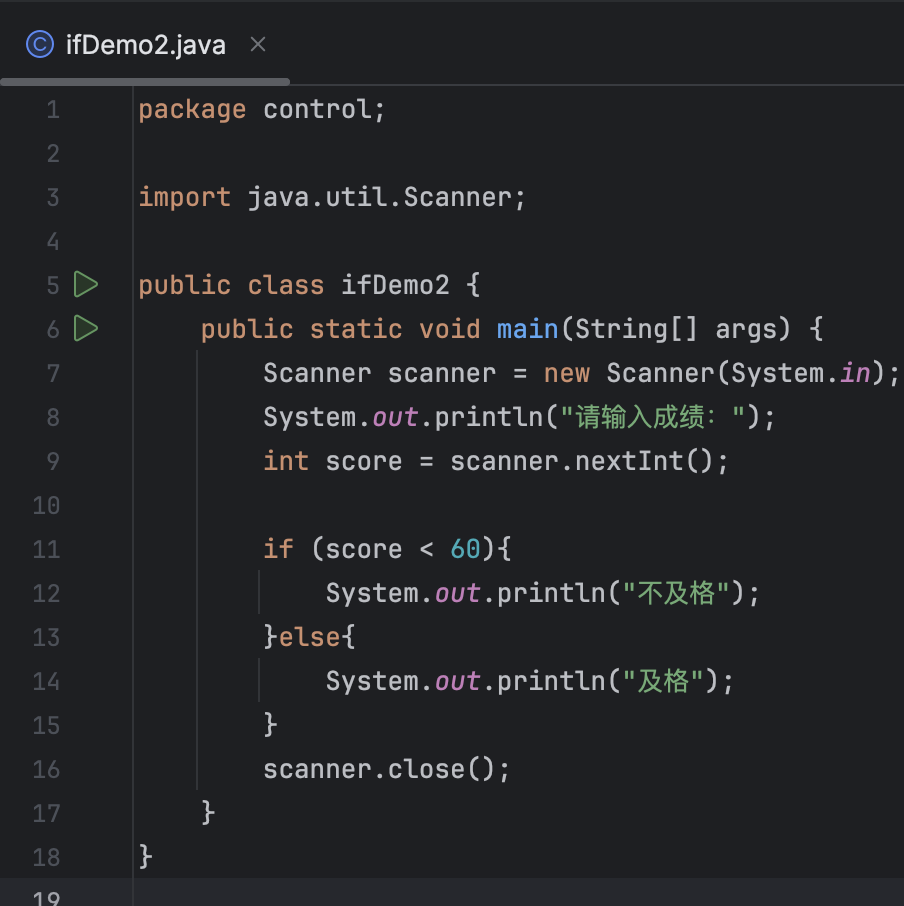 ifDemo2.java
1 package control;
2
3 import java.util.Scanner;
4
5 public class ifDemo2 {
6     public static void main(String[] args) {
7         Scanner scanner = new Scanner(System.in);
8         System.out.println("请输入成绩：");
9         int score = scanner.nextInt();
10
11         if (score < 60){
12             System.out.println("不及格");
13         }else{
14             System.out.println("及格");
15         }
16         scanner.close();
17     }
18 }
19